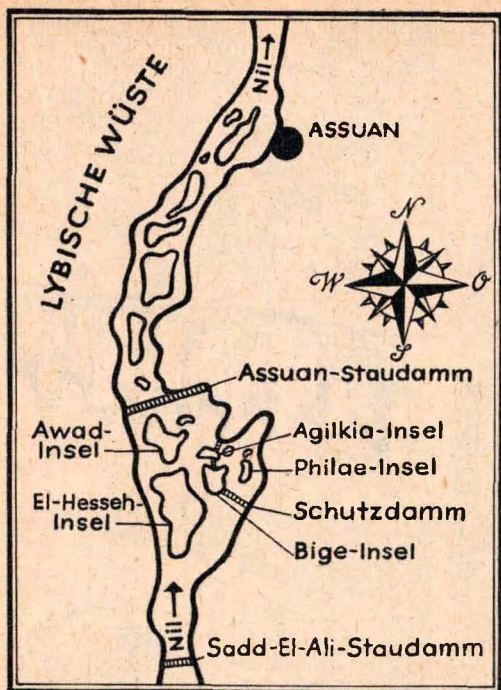 Nil
ASSUAN
LYBISCHE WÜSTE
N
W
O
S
Assuan-Staudamm
Awad-
Insel
Agilkia-Insel
Philae-Insel
El-Hesseh-
Insel
Schutzdamm
Bige-Insel
Nil
Sadd-El-Ali-Staudamm